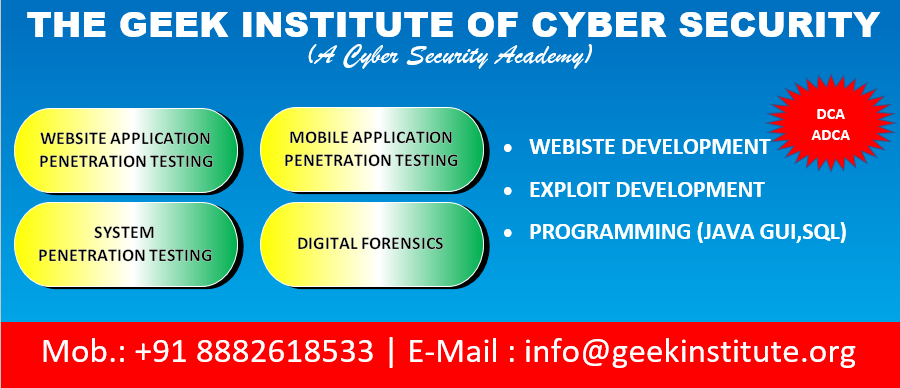 THE GEEK INSTITUTE OF CYBER SECURITY
(A Cyber Security Academy)
WEBSITE APPLICATION
PENETRATION TESTING
MOBILE APPLICATION
PENETRATION TESTING
SYSTEM
PENETRATION TESTING
DIGITAL FORENSICS
• WEBISTE DEVELOPMENT
• EXPLOIT DEVELOPMENT
• PROGRAMMING (JAVA GUI,SQL)
DCA
ADCA
Mob.: +91 8882618533 | E-Mail : info@geekinstitute.org